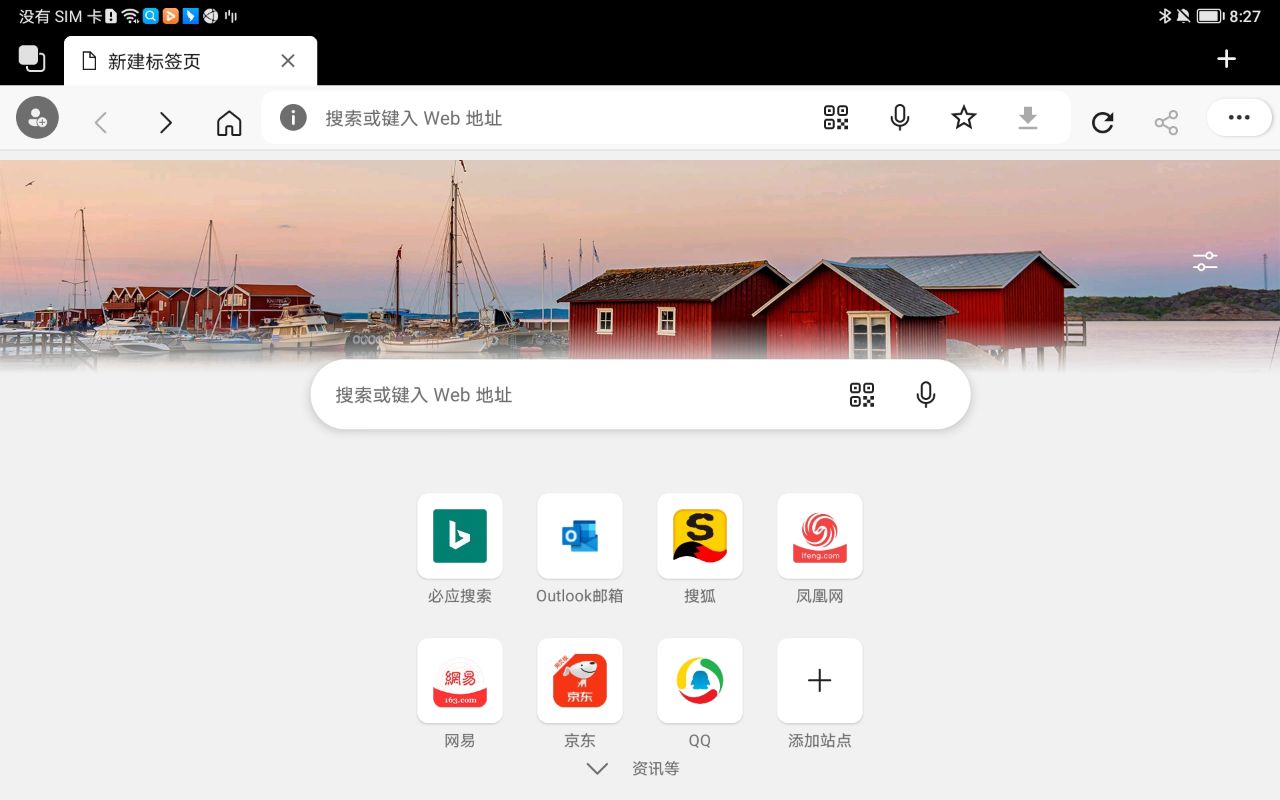 没有 SIM 卡
8:27
新建标签页
搜索或键入 Web 地址
搜索或键入 Web 地址
必应搜索
Outlook邮箱
S
搜狐
ifeng.com
凤凰网
網易
163.com
网易
京东
京东
QQ
添加站点
资讯等